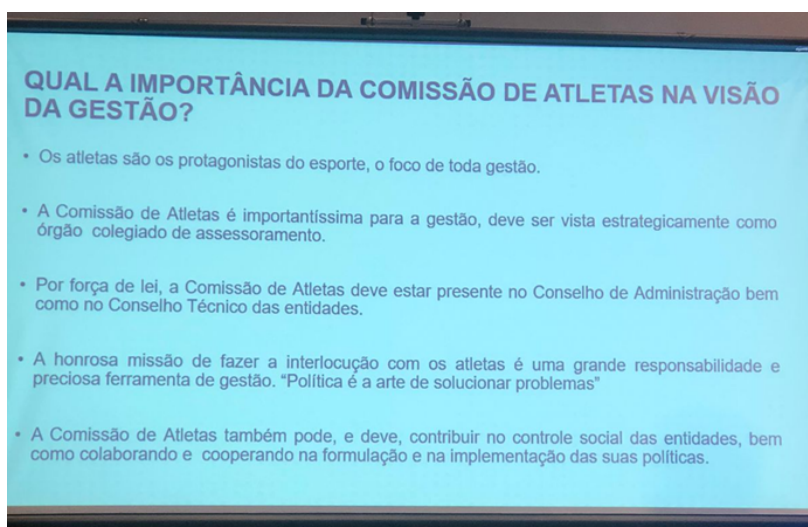 QUAL A IMPORTÂNCIA DA COMISSÃO DE ATLETAS NA VISÃO
DA GESTÃO?
• Os atletas são os protagonistas do esporte, o foco de toda gestão.
• A Comissão de Atletas é importantíssima para a gestão, deve ser vista estrategicamente como
órgão colegiado de assessoramento.
• Por força de lei, a Comissão de Atletas deve estar presente no Conselho de Administração bem
como no Conselho Técnico das entidades.
• A honrosa missão de fazer a interlocução com os atletas é uma grande responsabilidade e
preciosa ferramenta de gestão. “Política é a arte de solucionar problemas”
• A Comissão de Atletas também pode, e deve, contribuir no controle social das entidades, bem
como colaborando e cooperando na formulação e na implementação das suas políticas.